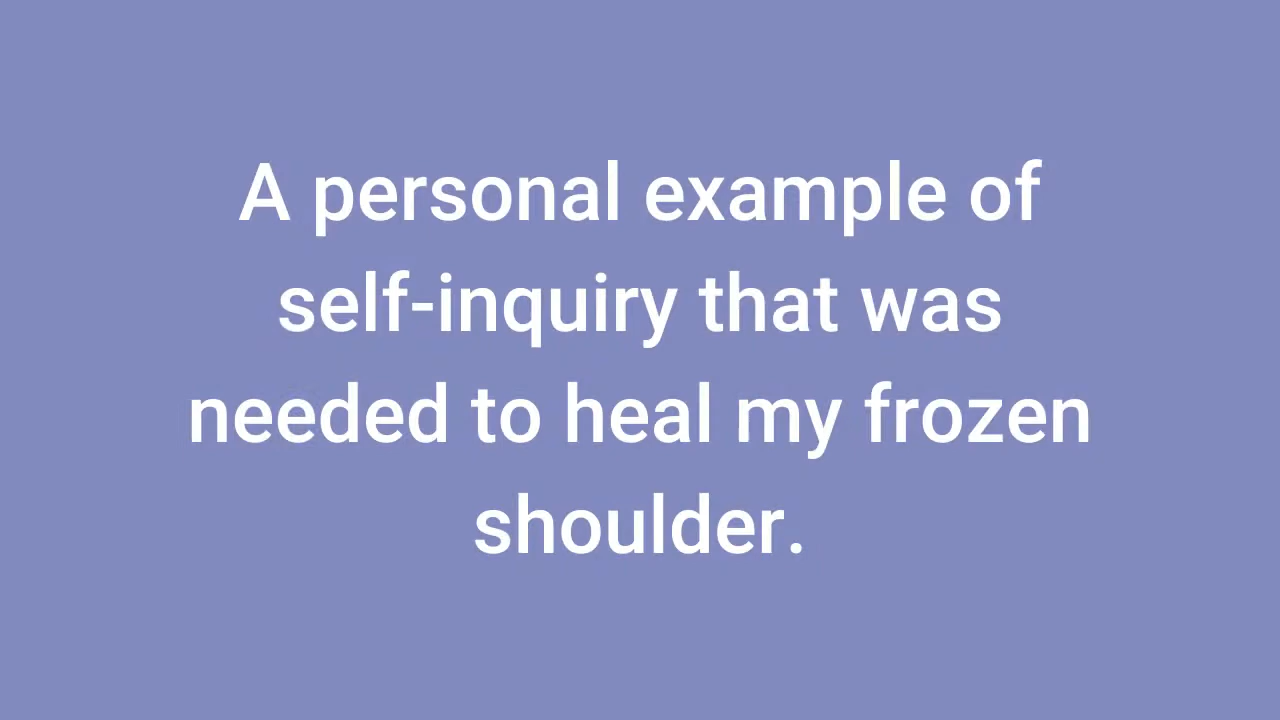 A personal example of
self-inquiry that was
needed to heal my frozen
shoulder.